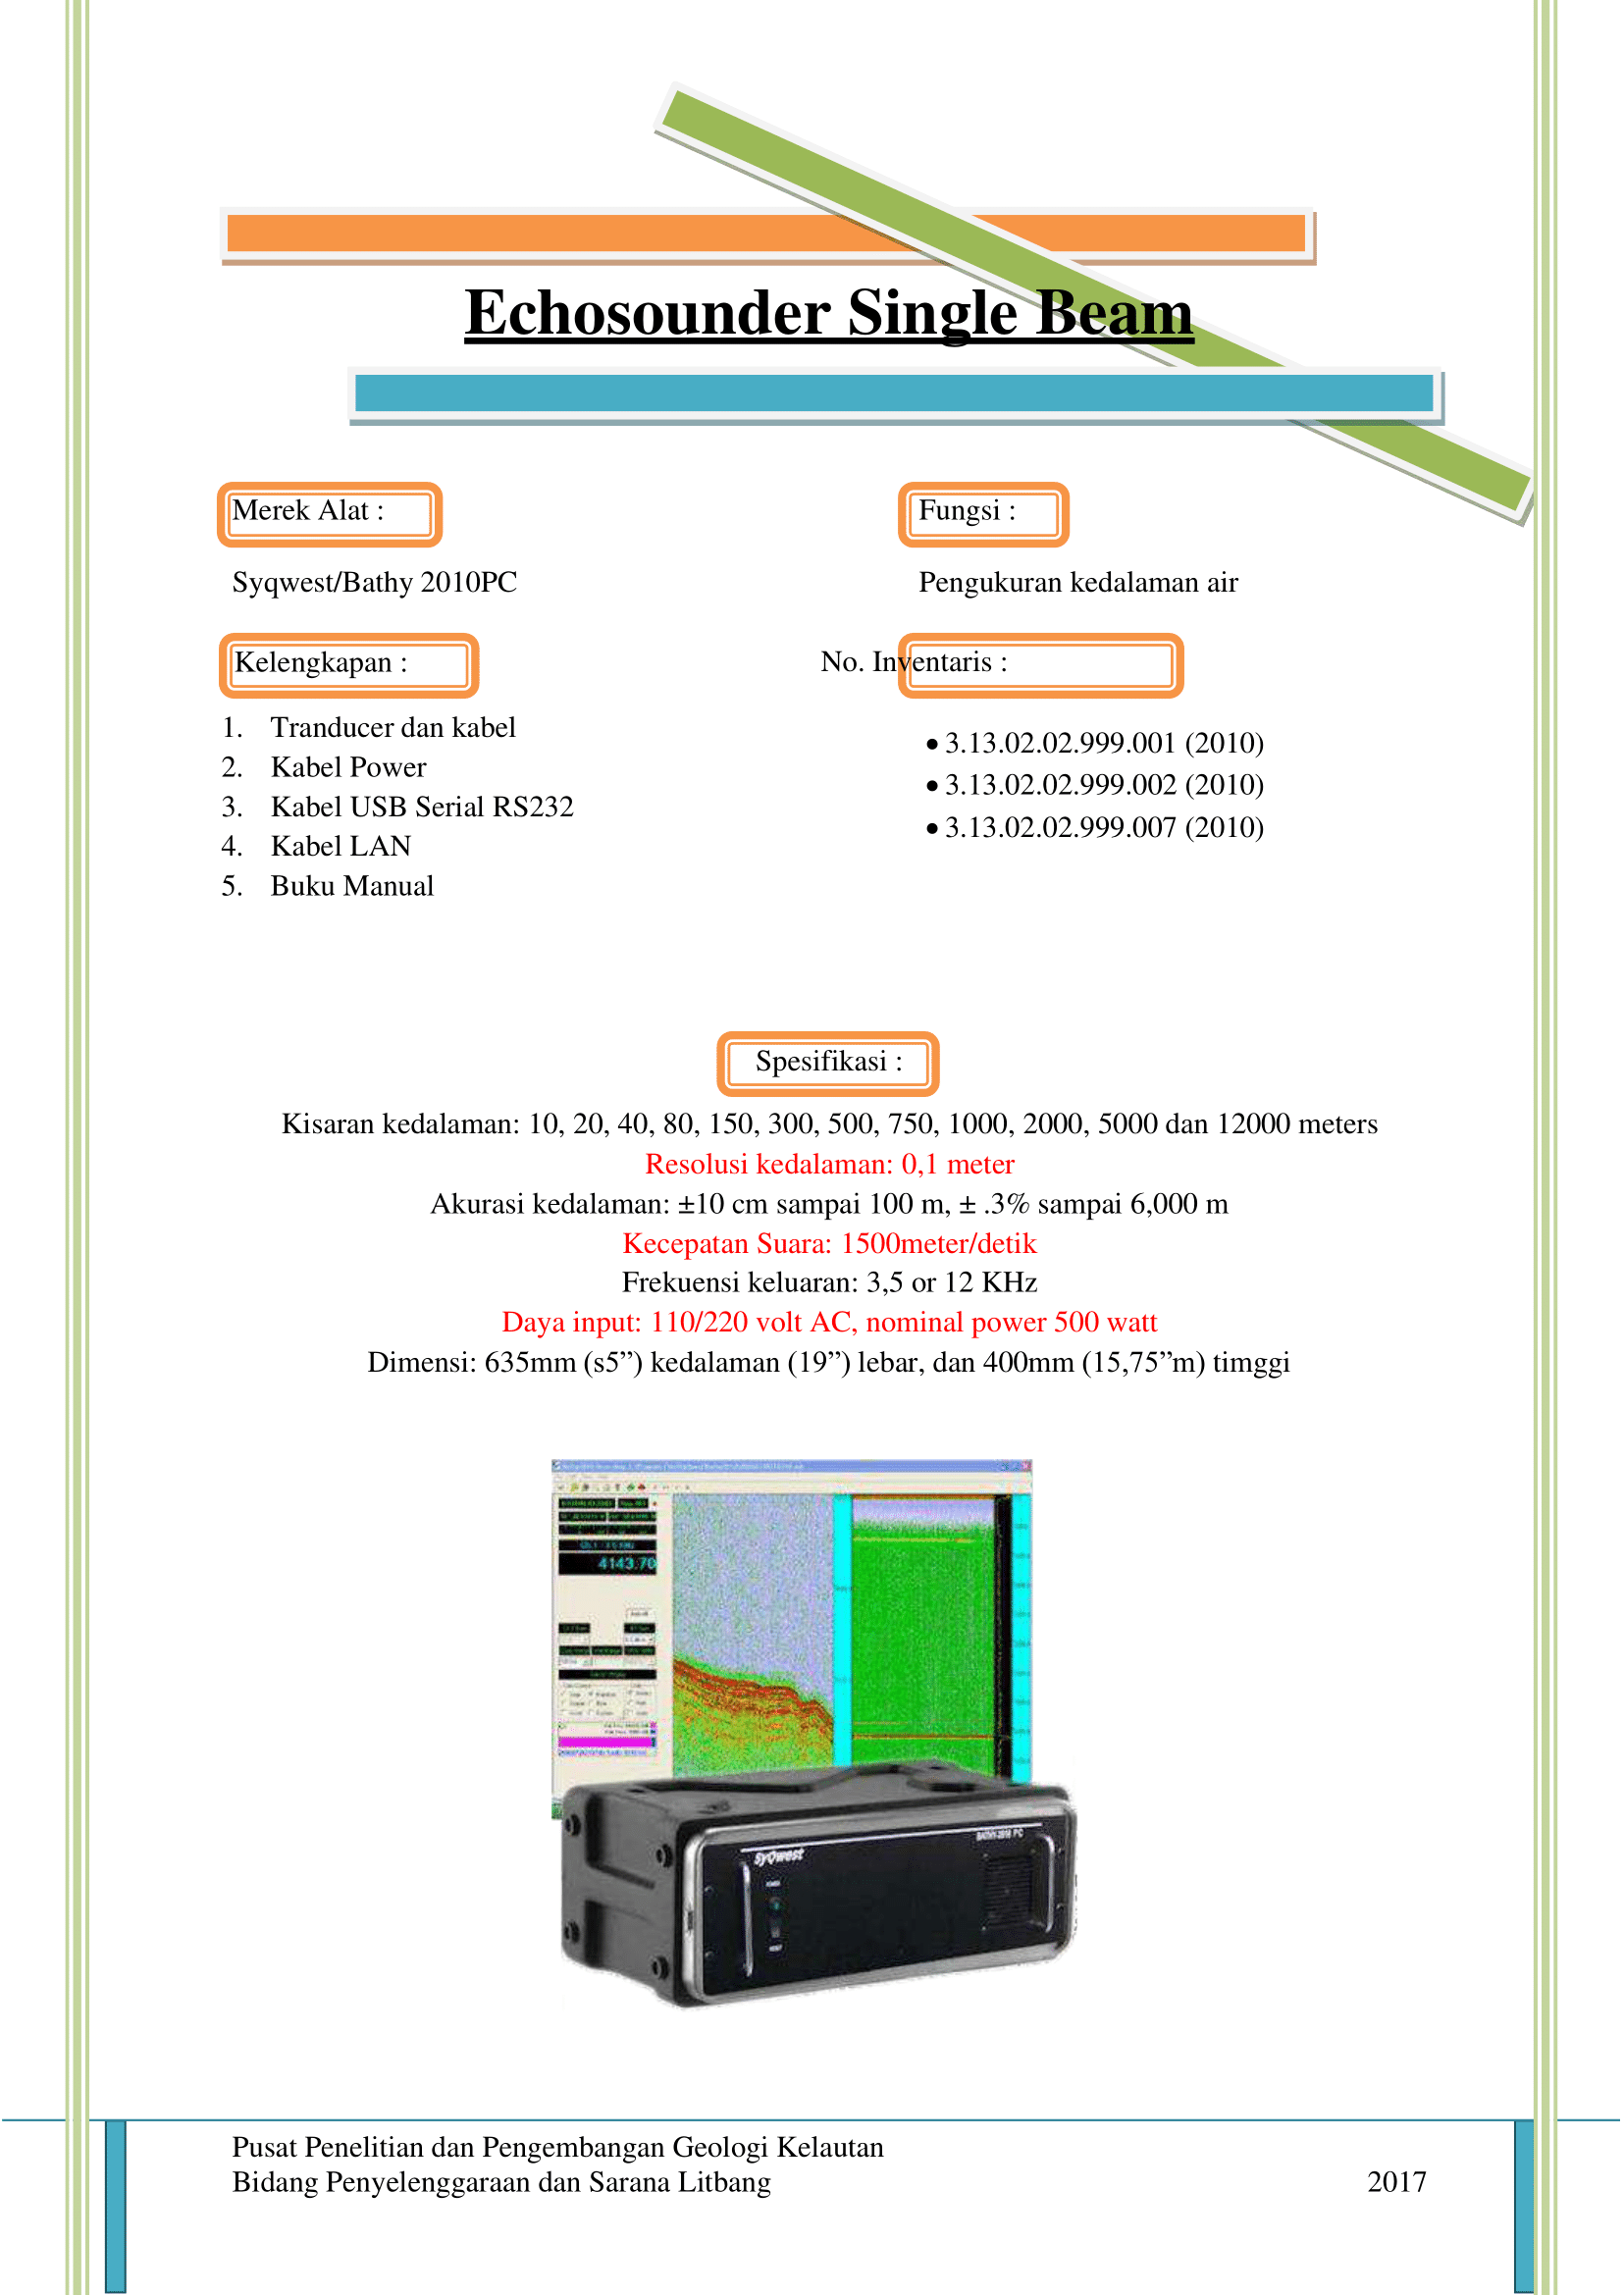 Echosounder Single Beam
Merek Alat :
Syqwest/Bathy 2010PC
Fungsi :
Pengukuran kedalaman air
Kelengkapan :
1. Tranducer dan kabel
2. Kabel Power
3. Kabel USB Serial RS232
4. Kabel LAN
5. Buku Manual
No. Inventaris :
• 3.13.02.02.999.001 (2010)
• 3.13.02.02.999.002 (2010)
• 3.13.02.02.999.007 (2010)
Spesifikasi :
Kisaran kedalaman: 10, 20, 40, 80, 150, 300, 500, 750, 1000, 2000, 5000 dan 12000 meters
Resolusi kedalaman: 0,1 meter
Akurasi kedalaman: ±10 cm sampai 100 m, ± .3% sampai 6,000 m
Kecepatan Suara: 1500meter/detik
Frekuensi keluaran: 3,5 or 12 KHz
Daya input: 110/220 volt AC, nominal power 500 watt
Dimensi: 635mm (s5”) kedalaman (19”) lebar, dan 400mm (15,75”m) timggi
4143.70
SyQwest
BATHY-2010 PC
POWER
RESET
Pusat Penelitian dan Pengembangan Geologi Kelautan
Bidang Penyelenggaraan dan Sarana Litbang
2017